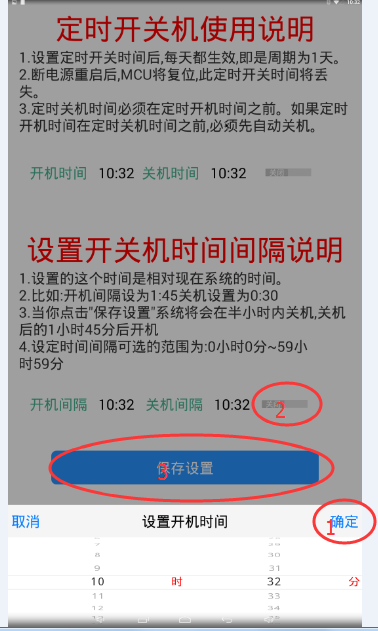 10:32
定时开关机使用说明
1.设置定时开关时间后,每天都生效,即是周期为1天。
2.断电源重启后,MCU将复位,此定时开关时间将丢
失。
3.定时关机时间必须在定时开机时间之前。如果定时
开机时间在定时关机时间之前,必须先自动关机。
开机时间 10:32 关机时间 10:32 关闭
设置开关机时间间隔说明
1.设置的这个时间是相对现在系统的时间。
2.比如:开机间隔设为1:45关机设置为0:30
3.当你点击"保存设置"系统将会在半小时内关机,关机
后的1小时45分后开机
4.设定时间间隔可选的范围为:0小时0分~59小
时59分
开机间隔 10:32 关机间隔 10:32 关闭
2
保存设置
3
取消 设置开机时间 确定
1
8 30
9 31
10 时 32 分
11 33
12 34